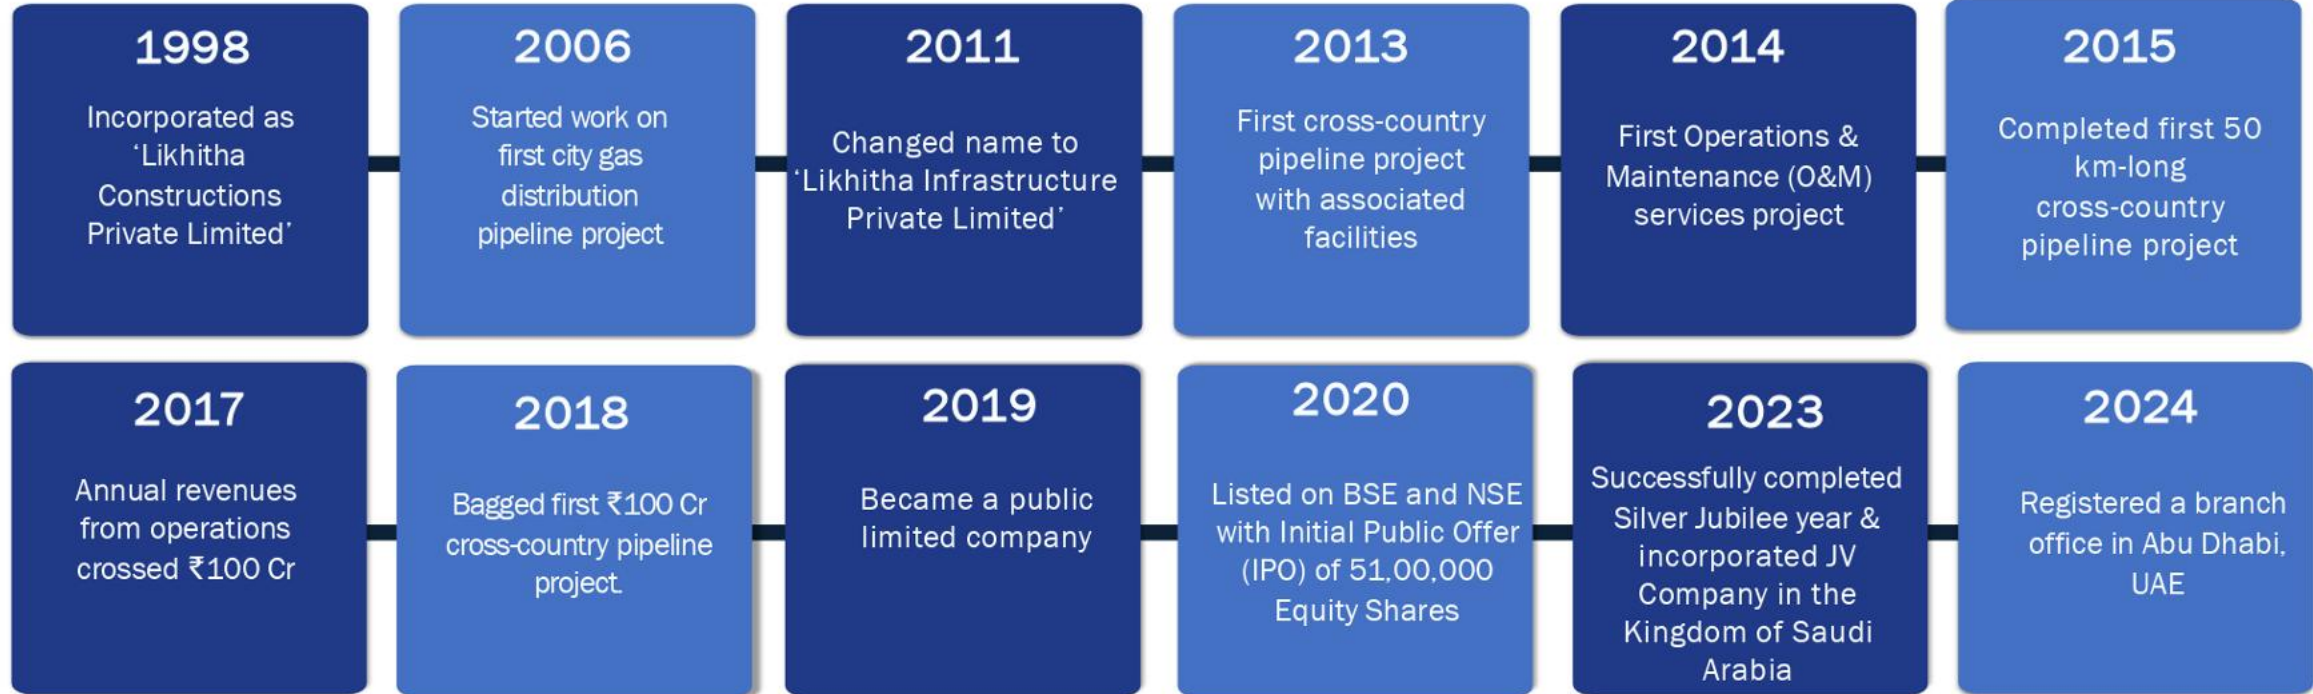 1998
Incorporated as
‘Likhitha
Constructions
Private Limited’
2006
Started work on
first city gas
distribution
pipeline project
2011
Changed name to
‘Likhitha Infrastructure
Private Limited’
2013
First cross-country
pipeline project
with associated
facilities
2014
First Operations &
Maintenance (O&M)
services project
2015
Completed first 50
km-long
cross-country
pipeline project
2017
Annual revenues
from operations
crossed ₹100 Cr
2018
Bagged first ₹100 Cr
cross-country pipeline
project.
2019
Became a public
limited company
2020
Listed on BSE and NSE
with Initial Public Offer
(IPO) of 51,00,000
Equity Shares
2023
Successfully completed
Silver Jubilee year &
incorporated JV
Company in the
Kingdom of Saudi
Arabia
2024
Registered a branch
office in Abu Dhabi,
UAE